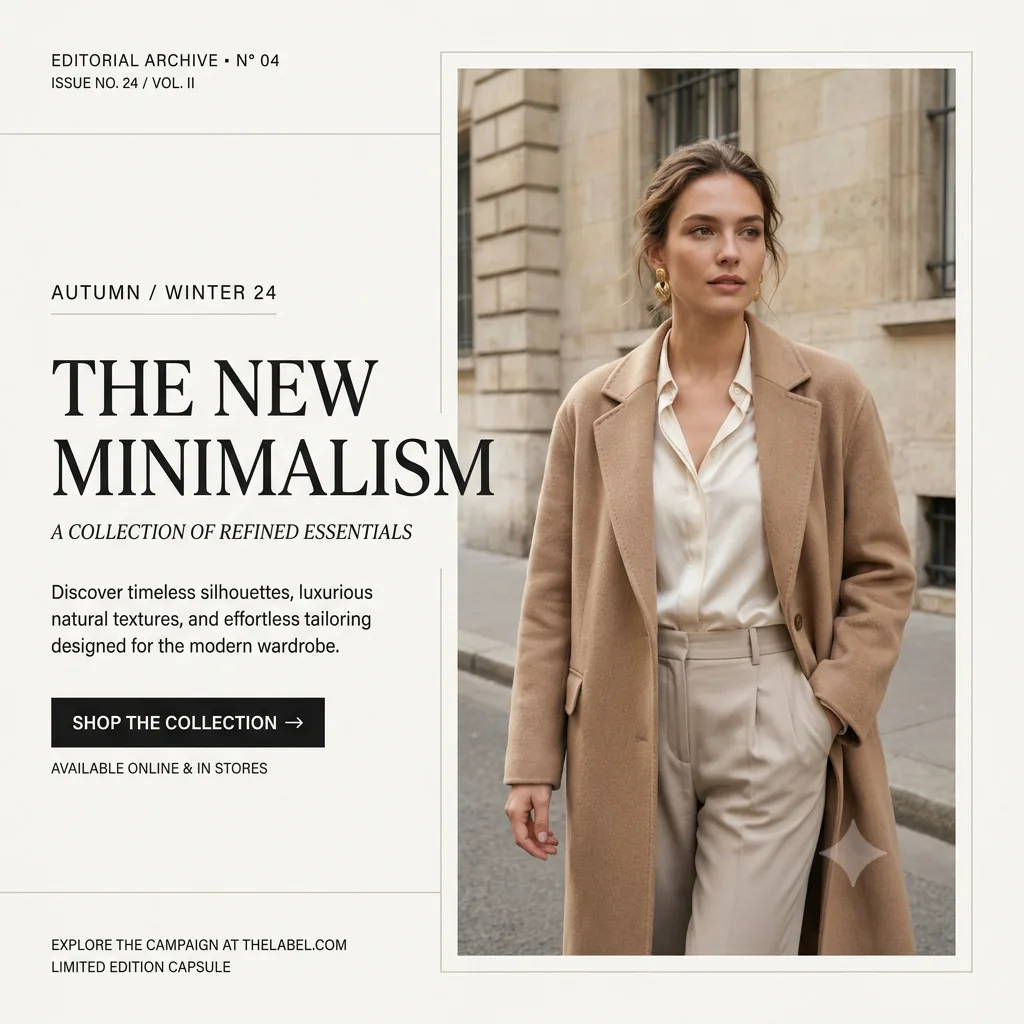 EDITORIAL ARCHIVE • N° 04
ISSUE NO. 24 / VOL. II
AUTUMN / WINTER 24
THE NEW
MINIMALISM
A COLLECTION OF REFINED ESSENTIALS
Discover timeless silhouettes, luxurious
natural textures, and effortless tailoring
designed for the modern wardrobe.
SHOP THE COLLECTION →
AVAILABLE ONLINE & IN STORES
EXPLORE THE CAMPAIGN AT THELABEL.COM
LIMITED EDITION CAPSULE